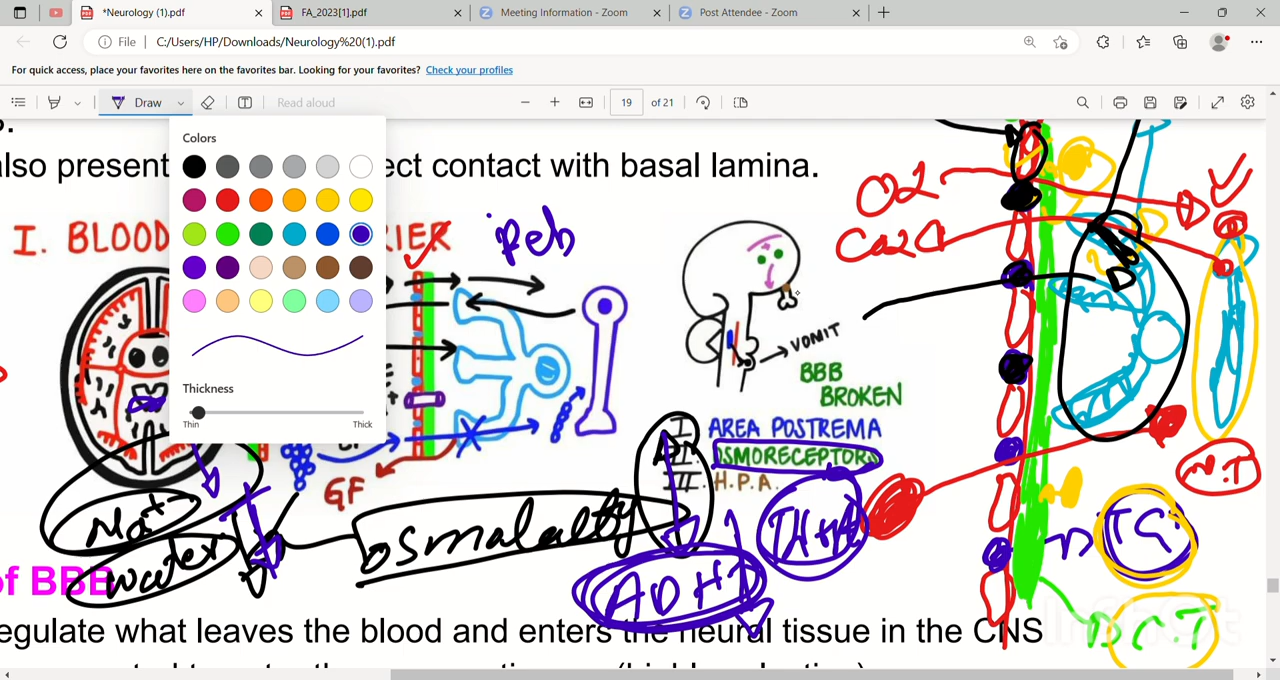 *Neurology (1).pdf
FA_2023[1].pdf
Meeting Information - Zoom
Post Attendee - Zoom
File
C:/Users/HP/Downloads/Neurology%20(1).pdf
For quick access, place your favorites here on the favorites bar. Looking for your favorites? Check your profiles
Draw
Read aloud
19 of 21
Colors
Thickness
Thin Thick
also present
ect contact with basal lamina.
I. BLOOD
IER
O2
CO2
VOMIT
BBB
BROKEN
I. AREA POSTREMA
II. OSMORECEPTORS
III. H.P.A.
GF
Na+
water
osmolality
ADH
TG
N.T
C.T
of BBB
egulate what leaves the blood and enters the neural tissue in the CNS
InShOt